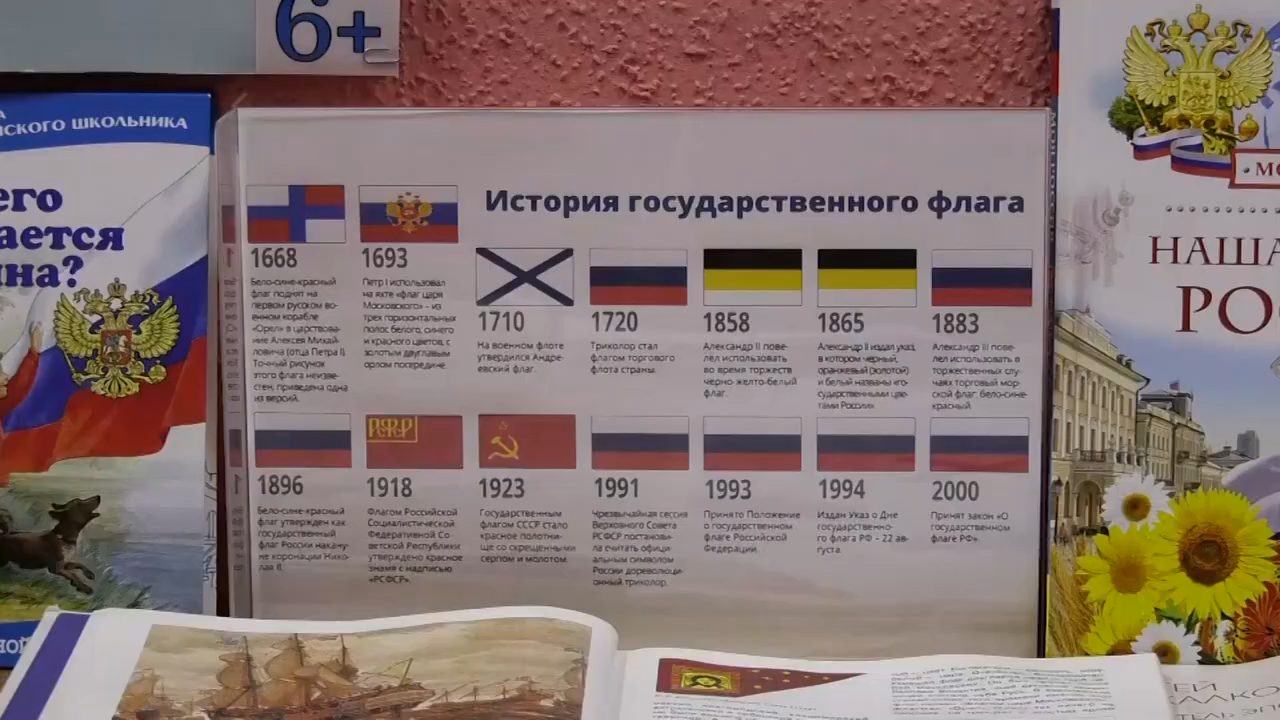 6+
ского школьника
его
ается
на?
История государственного флага
1668
Бело-сине-красный
флаг поднят на
первом русском во-
енном корабле
«Орел» в царствова-
ние Алексея Михай-
ловича (отца Петра I).
Точный рисунок
этого флага неизве-
стен, приведена одна
из версий.
1693
Петр I использовал
на яхте «флаг царя
Московского» – из
трех горизонтальных
полос белого, синего
и красного цветов, с
золотым двуглавым
орлом посередине.
1710
На военном флоте
утвердился Андре-
евский флаг.
1720
Триколор стал
флагом торгового
флота страны.
1858
Александр II пове-
лел использовать
во время торжеств
черно-желто-белый
флаг.
1865
Александр II издал указ,
в котором черный,
оранжевый (золотой)
и белый названы «го-
сударственными цве-
тами России».
1883
Александр III пове-
лел использовать в
торжественных слу-
чаях торговый мор-
ской флаг: бело-сине-
красный.
1896
Бело-сине-красный
флаг утвержден как
государственный
флаг России накану-
не коронации Нико-
лая II.
РСФСР
1918
Флагом Российской
Социалистической
Федеративной Со-
ветской Республики
утверждено красное
знамя с надписью
«РСФСР».
1923
Государственным
флагом СССР стало
красное полотни-
ще со скрещенными
серпом и молотом.
1991
Чрезвычайная сессия
Верховного Совета
РСФСР постанови-
ла считать офици-
альным символом
России дореволюци-
онный триколор.
1993
Принято Положение
о государственном
флаге Российской
Федерации.
1994
Издан Указ о Дне
государственно-
го флага РФ – 22 ав-
густа.
2000
Принят закон «О
государственном
флаге РФ».
НАША
РО